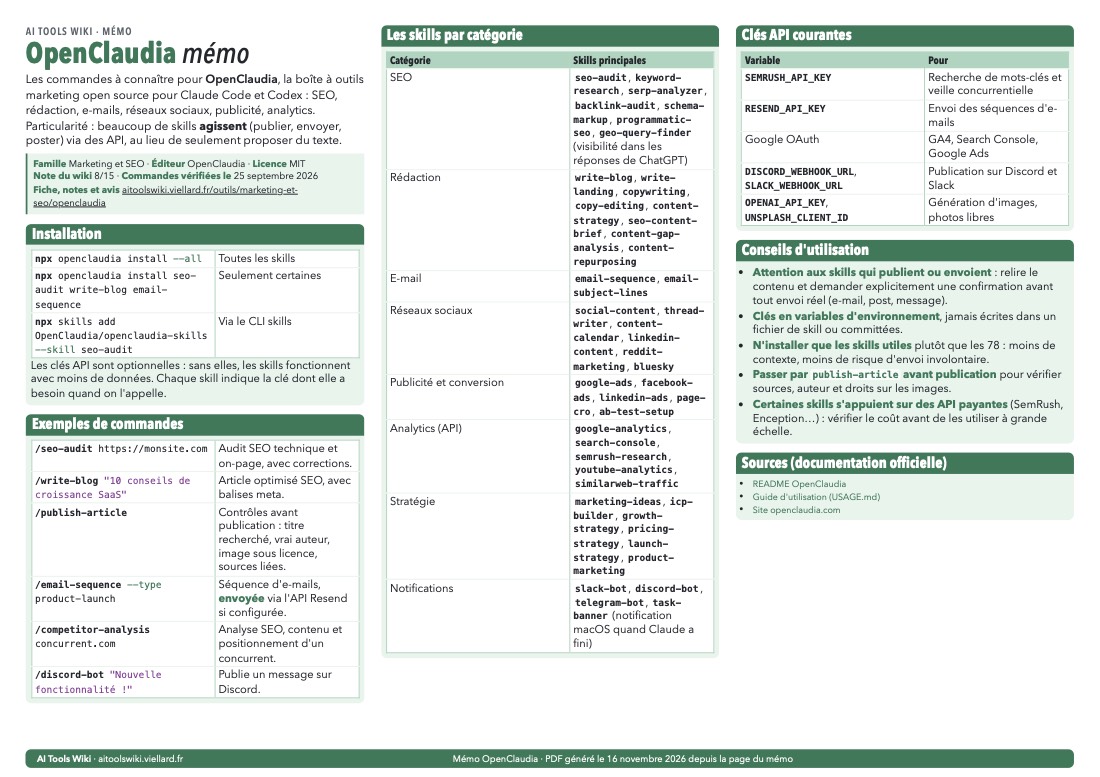 AI TOOLS WIKI · MÉMO
OpenClaudia mémo
Les commandes à connaître pour OpenClaudia, la boîte à outils
marketing open source pour Claude Code et Codex : SEO,
rédaction, e-mails, réseaux sociaux, publicité, analytics.
Particularité : beaucoup de skills agissent (publier, envoyer,
poster) via des API, au lieu de seulement proposer du texte.
Famille Marketing et SEO · Éditeur OpenClaudia · Licence MIT
Note du wiki 8/15 · Commandes vérifiées le 25 septembre 2026
Fiche, notes et avis aitoolswiki.viellard.fr/outils/marketing-et-
seo/openclaudia
Installation
npx openclaudia install --all
Toutes les skills
npx openclaudia install seo-
audit write-blog email-
sequence
Seulement certaines
npx skills add
OpenClaudia/openclaudia-skills
--skill seo-audit
Via le CLI skills
Les clés API sont optionnelles : sans elles, les skills fonctionnent
avec moins de données. Chaque skill indique la clé dont elle a
besoin quand on l'appelle.
Exemples de commandes
/seo-audit https://monsite.com
Audit SEO technique et
on-page, avec corrections.
/write-blog "10 conseils de
croissance SaaS"
Article optimisé SEO, avec
balises meta.
/publish-article
Contrôles avant
publication : titre
recherché, vrai auteur,
image sous licence,
sources liées.
/email-sequence --type
product-launch
Séquence d'e-mails,
envoyée via l'API Resend
si configurée.
/competitor-analysis
concurrent.com
Analyse SEO, contenu et
positionnement d'un
concurrent.
/discord-bot "Nouvelle
fonctionnalité !"
Publie un message sur
Discord.
Les skills par catégorie
Catégorie
Skills principales
SEO
seo-audit, keyword-
research, serp-analyzer,
backlink-audit, schema-
markup, programmatic-
seo, geo-query-finder
(visibilité dans les
réponses de ChatGPT)
Rédaction
write-blog, write-
landing, copywriting,
copy-editing, content-
strategy, seo-content-
brief, content-gap-
analysis, content-
repurposing
E-mail
email-sequence, email-
subject-lines
Réseaux sociaux
social-content, thread-
writer, content-
calendar, linkedin-
content, reddit-
marketing, bluesky
Publicité et conversion
google-ads, facebook-
ads, linkedin-ads, page-
cro, ab-test-setup
Analytics (API)
google-analytics,
search-console,
semrush-research,
youtube-analytics,
similarweb-traffic
Stratégie
marketing-ideas, icp-
builder, growth-
strategy, pricing-
strategy, launch-
strategy, product-
marketing
Notifications
slack-bot, discord-bot,
telegram-bot, task-
banner (notification
macOS quand Claude a
fini)
Clés API courantes
Variable
Pour
SEMRUSH_API_KEY
Recherche de mots-clés et
veille concurrentielle
RESEND_API_KEY
Envoi des séquences d'e-
mails
Google OAuth
GA4, Search Console,
Google Ads
DISCORD_WEBHOOK_URL,
SLACK_WEBHOOK_URL
Publication sur Discord et
Slack
OPENAI_API_KEY,
UNSPLASH_CLIENT_ID
Génération d'images,
photos libres
Conseils d'utilisation
• Attention aux skills qui publient ou envoient : relire le
contenu et demander explicitement une confirmation avant
tout envoi réel (e-mail, post, message).
• Clés en variables d'environnement, jamais écrites dans un
fichier de skill ou committées.
• N'installer que les skills utiles plutôt que les 78 : moins de
contexte, moins de risque d'envoi involontaire.
• Passer par publish-article avant publication pour vérifier
sources, auteur et droits sur les images.
• Certaines skills s'appuient sur des API payantes (SemRush,
Enception…) : vérifier le coût avant de les utiliser à grande
échelle.
Sources (documentation officielle)
• README OpenClaudia
• Guide d'utilisation (USAGE.md)
• Site openclaudia.com
AI Tools Wiki · aitoolswiki.viellard.fr
Mémo OpenClaudia · PDF généré le 16 novembre 2026 depuis la page du mémo